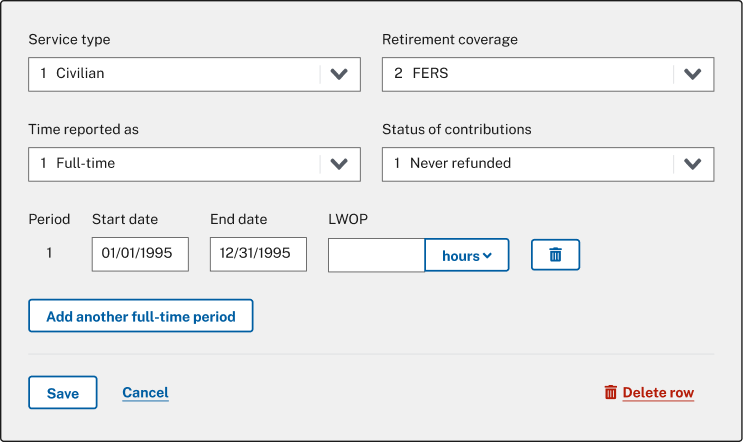 Service type Retirement coverage
1 Civilian 2 FERS
Time reported as Status of contributions
1 Full-time 1 Never refunded
Period Start date End date LWOP
1 01/01/1995 12/31/1995 hours
Add another full-time period
Save Cancel Delete row